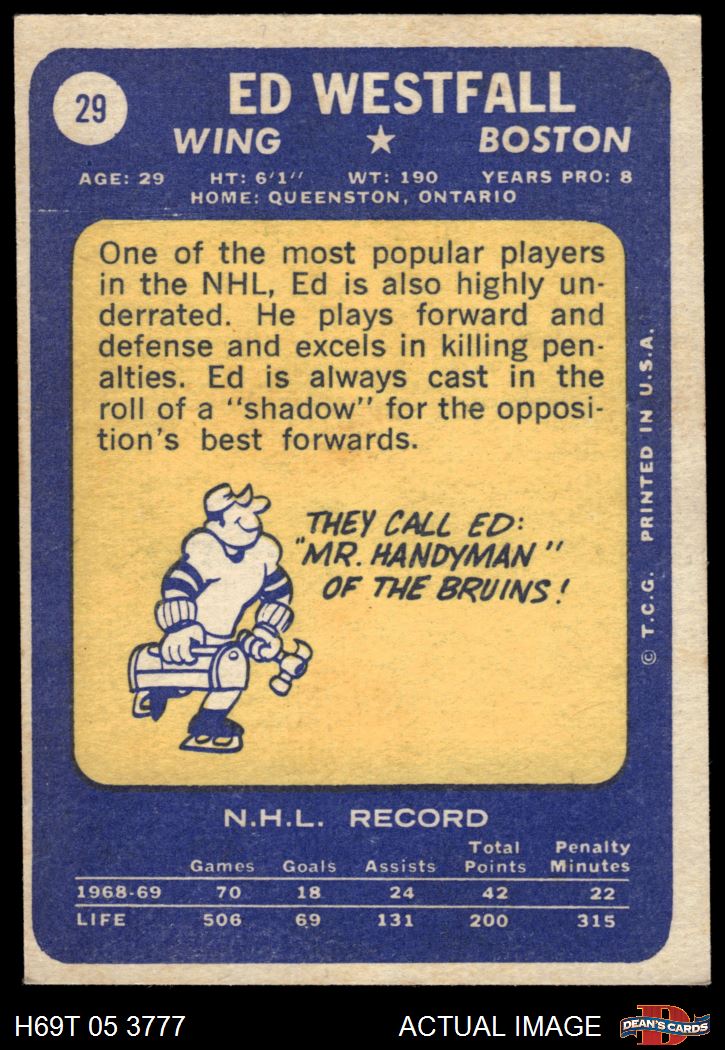 29
ED WESTFALL
WING ★ BOSTON
AGE: 29 HT: 6'1" WT: 190 YEARS PRO: 8
HOME: QUEENSTON, ONTARIO
One of the most popular players
in the NHL, Ed is also highly un-
derrated. He plays forward and
defense and excels in killing pen-
alties. Ed is always cast in the
roll of a "shadow" for the opposi-
tion's best forwards.
THEY CALL ED:
"MR. HANDYMAN"
OF THE BRUINS!
© T.C.G. PRINTED IN U.S.A.
N.H.L. RECORD
Games Goals Assists Total Points Penalty Minutes
1968-69 70 18 24 42 22
LIFE 506 69 131 200 315
H69T 05 3777 ACTUAL IMAGE
D
DEAN'S CARDS